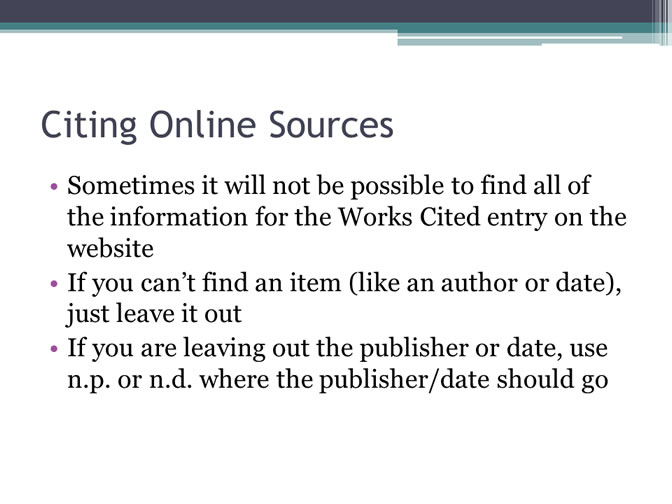 Citing Online Sources
• Sometimes it will not be possible to find all of
the information for the Works Cited entry on the
website
• If you can’t find an item (like an author or date),
just leave it out
• If you are leaving out the publisher or date, use
n.p. or n.d. where the publisher/date should go